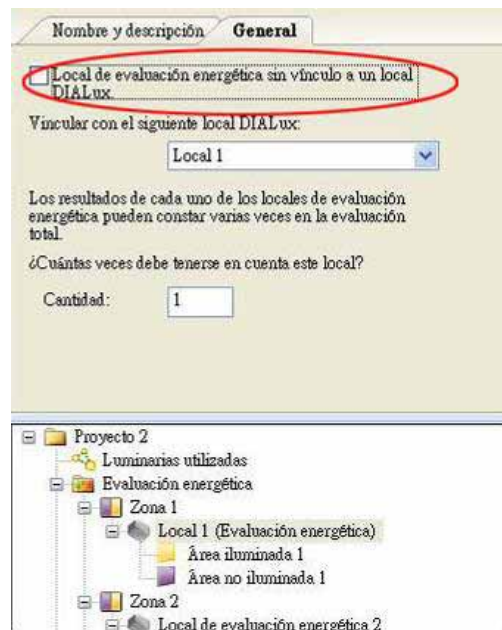 Nombre y descripción
General
Local de evaluación energética sin vínculo a un local
DIALux.
Vincular con el siguiente local DIALux:
Local 1
Los resultados de cada uno de los locales de evaluación
energética pueden constar varias veces en la evaluación
total.
¿Cuántas veces debe tenerse en cuenta este local?
Cantidad: 1
Proyecto 2
Luminarias utilizadas
Evaluación energética
Zona 1
Local 1 (Evaluación energética)
Área iluminada 1
Área no iluminada 1
Zona 2
Local de evaluación energética 2